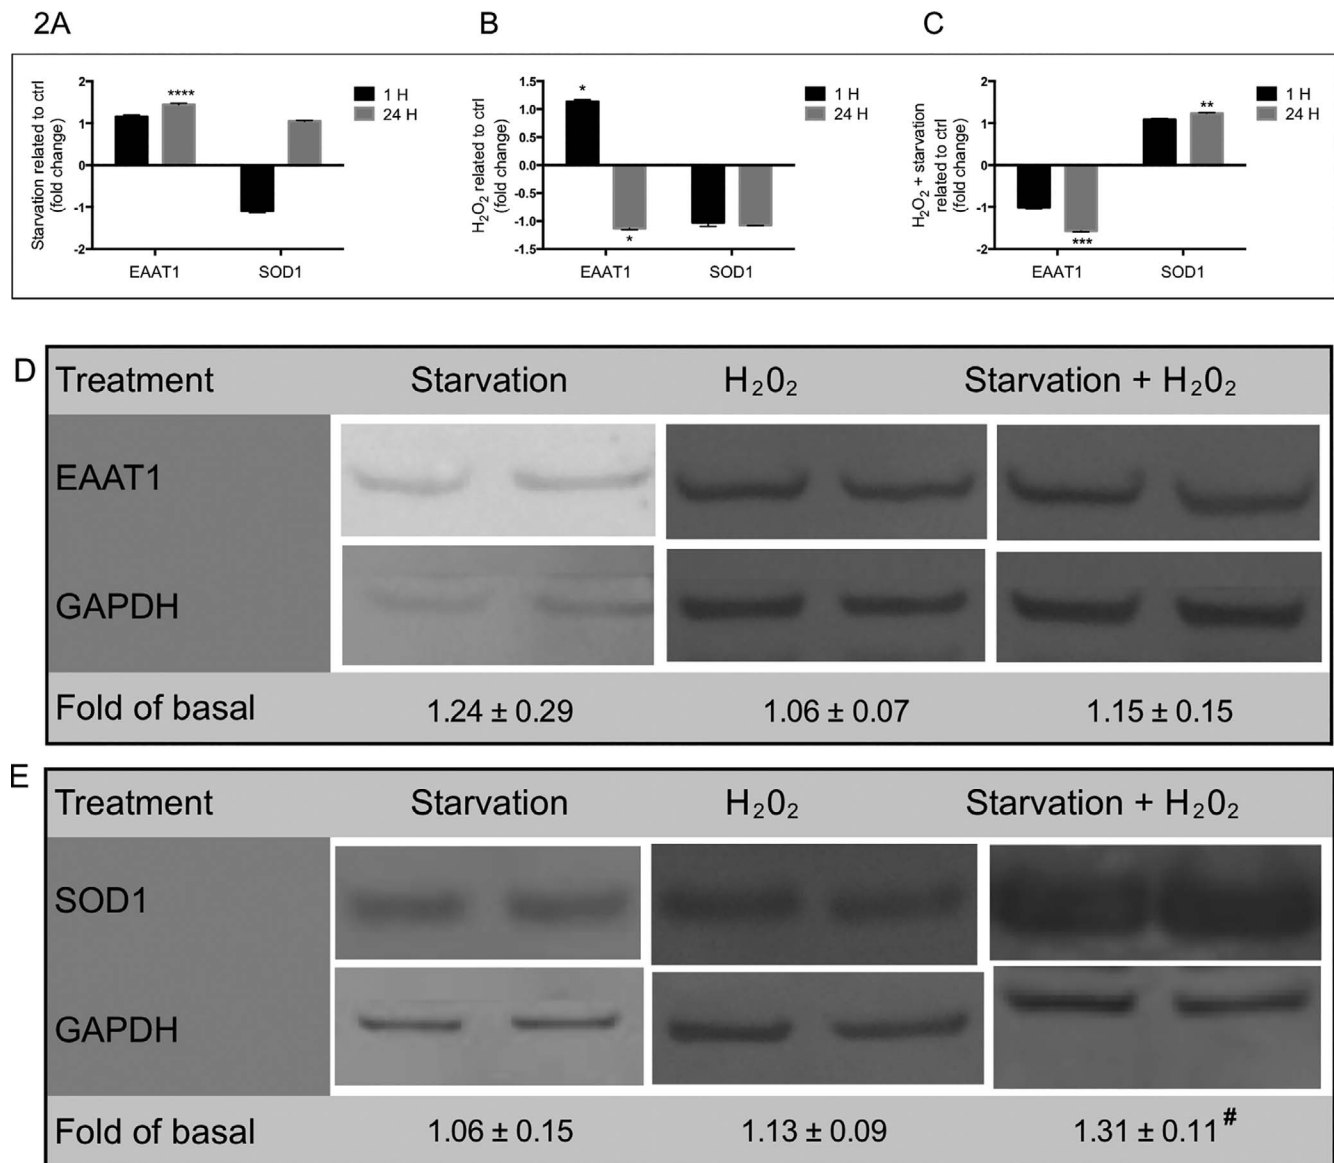 2A
B
C
Starvation related to ctrl
(fold change)
2
1
0
-1
-2
****
EAAT1
SOD1
1 H
24 H
H₂O₂ related to ctrl
(fold change)
1.5
1.0
0.5
0.0
-0.5
-1.0
-1.5
*
*
EAAT1
SOD1
1 H
24 H
H₂O₂ + starvation
related to ctrl
(fold change)
2
1
0
-1
-2
**
***
EAAT1
SOD1
1 H
24 H
D
Treatment Starvation H₂0₂ Starvation + H₂0₂
EAAT1
GAPDH
Fold of basal 1.24 ± 0.29 1.06 ± 0.07 1.15 ± 0.15
E
Treatment Starvation H₂0₂ Starvation + H₂0₂
SOD1
GAPDH
Fold of basal 1.06 ± 0.15 1.13 ± 0.09 1.31 ± 0.11#